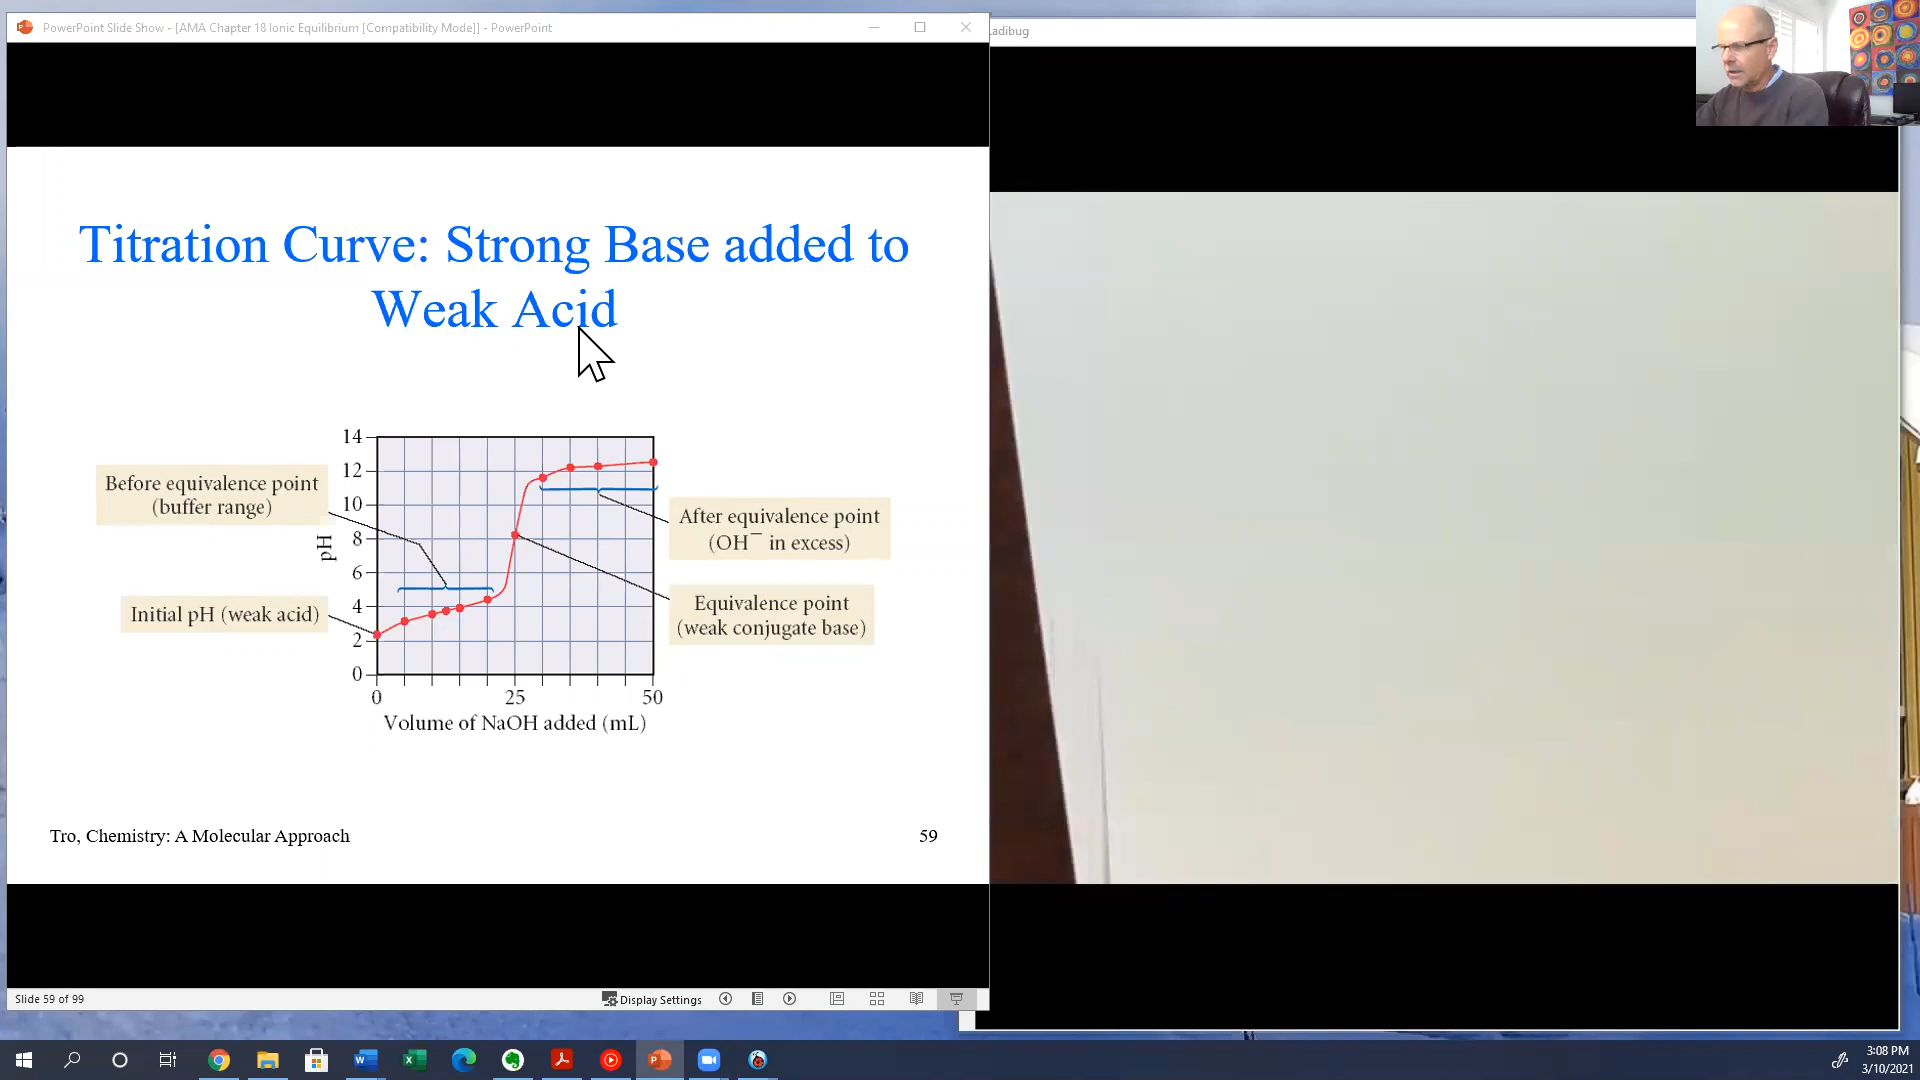 PowerPoint Slide Show - [AMA Chapter 18 Ionic Equilibrium [Compatibility Mode]] - PowerPoint
Ladibug
Titration Curve: Strong Base added to
Weak Acid
14
12
10
8
6
4
2
0
pH
0
25
50
Volume of NaOH added (mL)
Before equivalence point
(buffer range)
Initial pH (weak acid)
After equivalence point
(OH⁻ in excess)
Equivalence point
(weak conjugate base)
Tro, Chemistry: A Molecular Approach
59
Slide 59 of 99
Display Settings
3:08 PM
3/10/2021